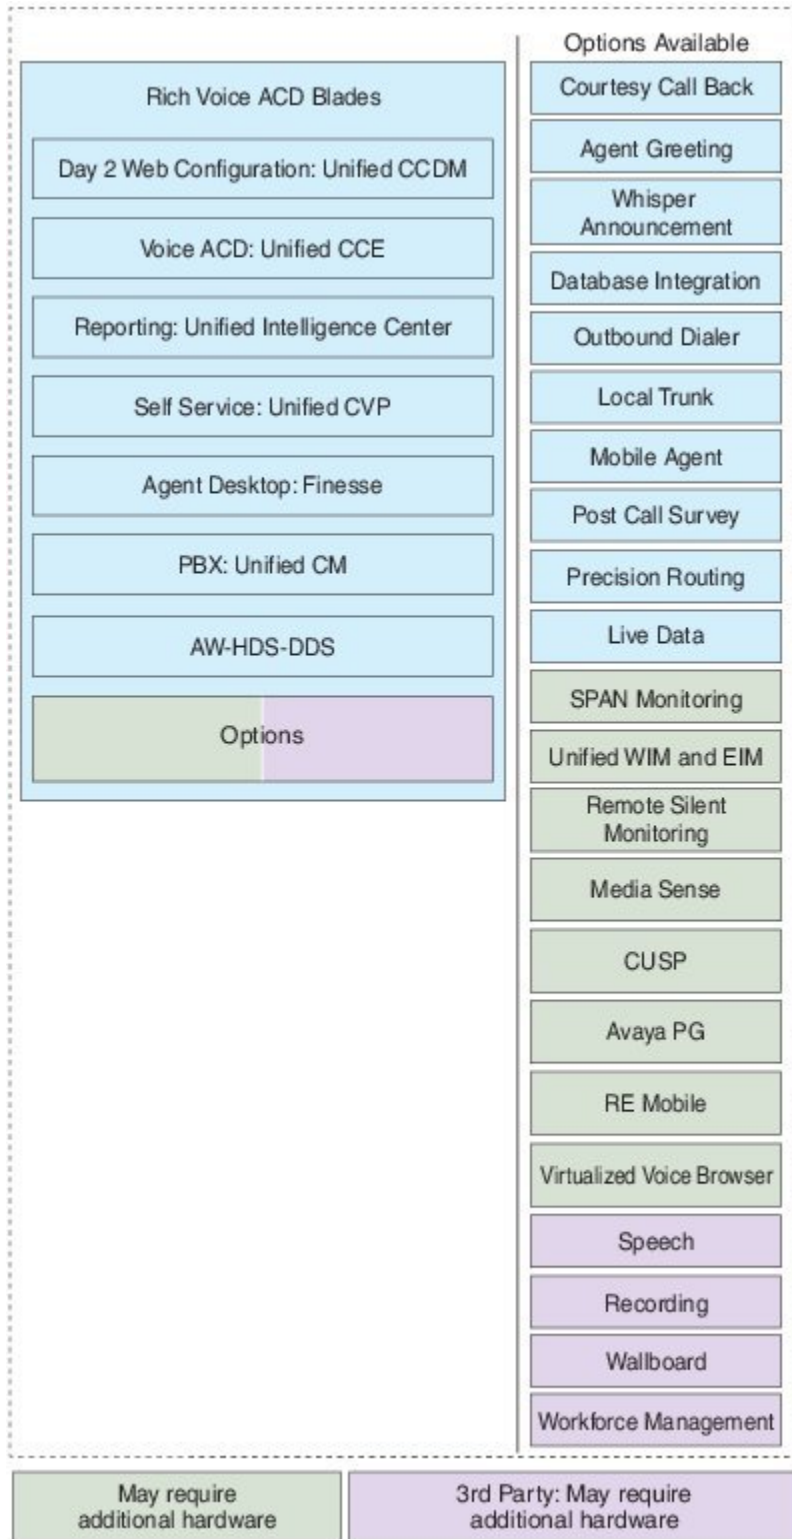 Rich Voice ACD Blades
Day 2 Web Configuration: Unified CCDM
Voice ACD: Unified CCE
Reporting: Unified Intelligence Center
Self Service: Unified CVP
Agent Desktop: Finesse
PBX: Unified CM
AW-HDS-DDS
Options
Options Available
Courtesy Call Back
Agent Greeting
Whisper
Announcement
Database Integration
Outbound Dialer
Local Trunk
Mobile Agent
Post Call Survey
Precision Routing
Live Data
SPAN Monitoring
Unified WIM and EIM
Remote Silent
Monitoring
Media Sense
CUSP
Avaya PG
RE Mobile
Virtualized Voice Browser
Speech
Recording
Wallboard
Workforce Management
May require
additional hardware
3rd Party: May require
additional hardware